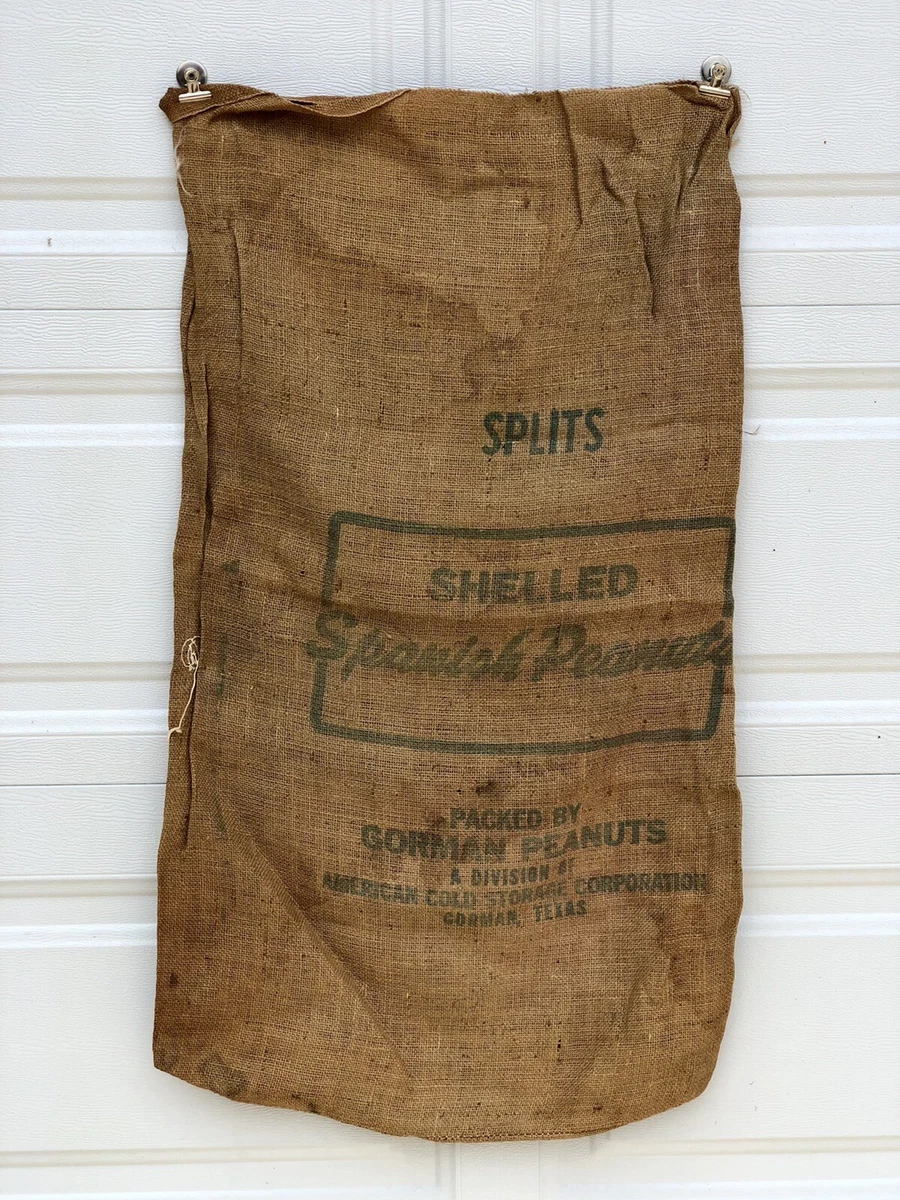 SPLITS
SHELLED
Spanish Peanuts
PACKED BY
GORMAN PEANUTS
A DIVISION OF
AMERICAN COLD STORAGE CORPORATION
GORMAN, TEXAS